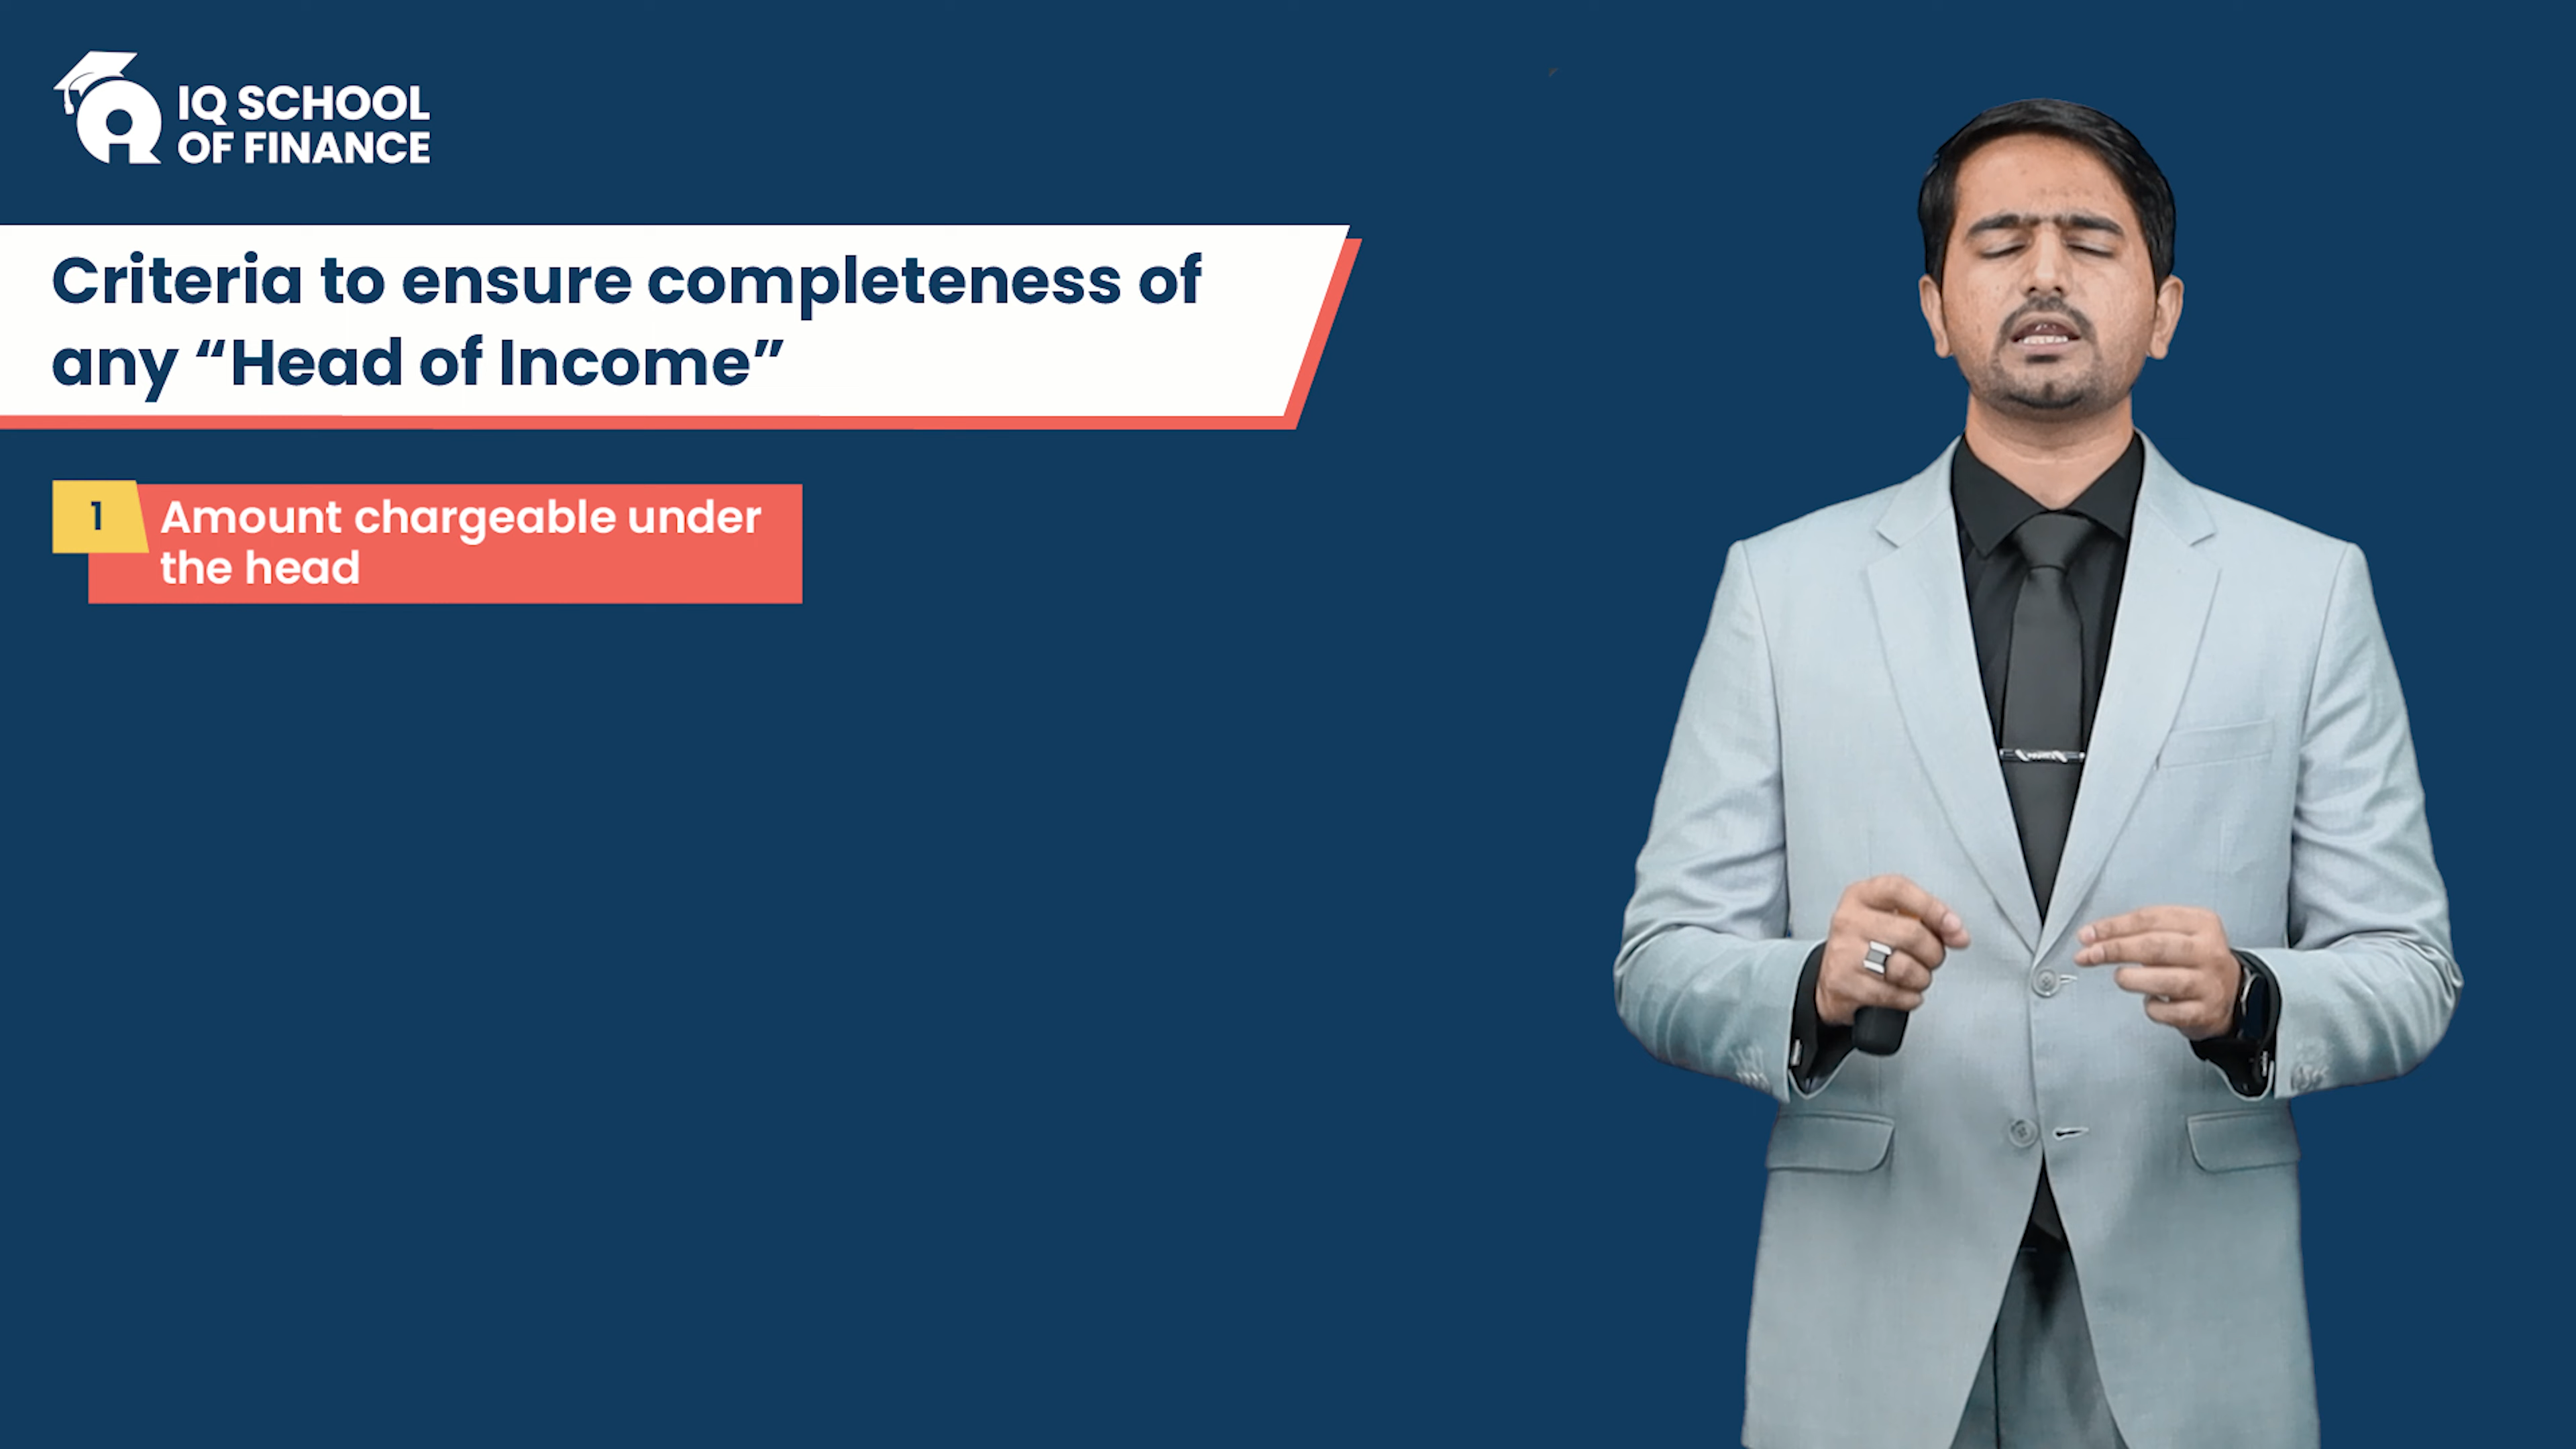 IQ SCHOOL
OF FINANCE
Criteria to ensure completeness of
any “Head of Income”
1
Amount chargeable under
the head